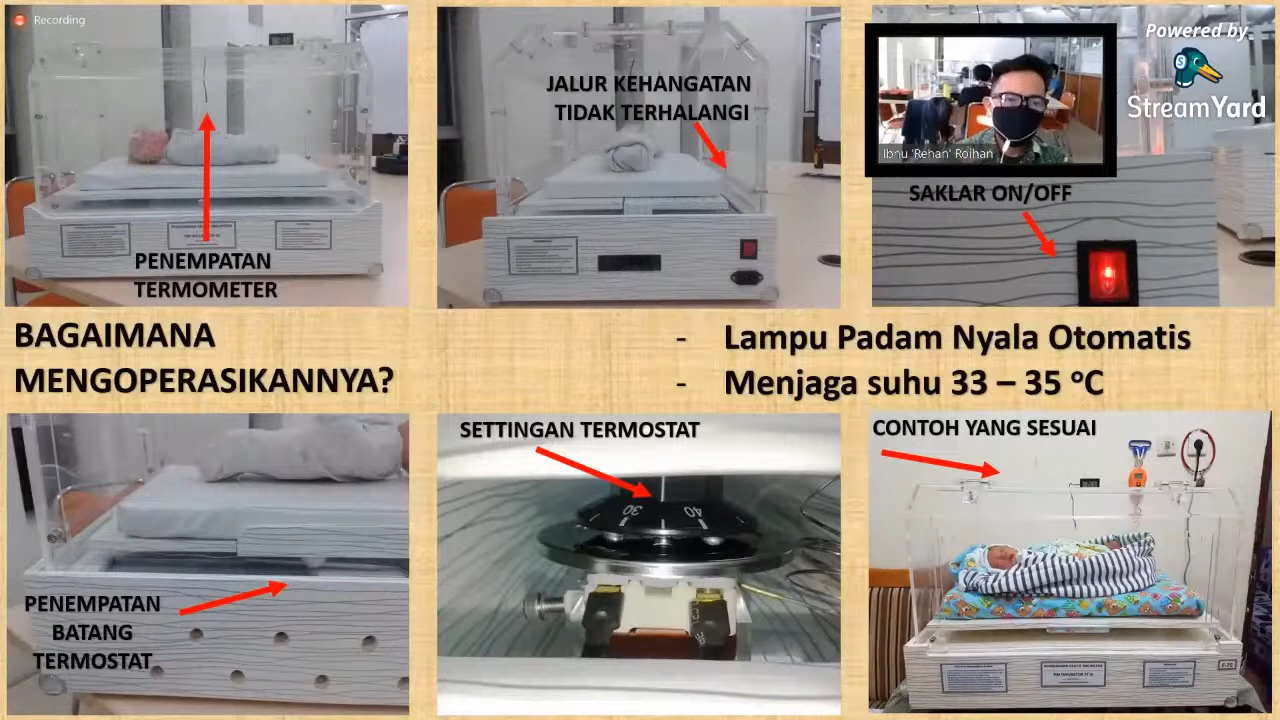 Recording
PENEMPATAN
TERMOMETER
JALUR KEHANGATAN
TIDAK TERHALANGI
Powered by
StreamYard
Ibnu 'Rehan' Roihan
SAKLAR ON/OFF
BAGAIMANA
MENGOPERASIKANNYA?
- Lampu Padam Nyala Otomatis
- Menjaga suhu 33 – 35 ᵒC
PENEMPATAN
BATANG
TERMOSTAT
SETTINGAN TERMOSTAT
30
40
CONTOH YANG SESUAI